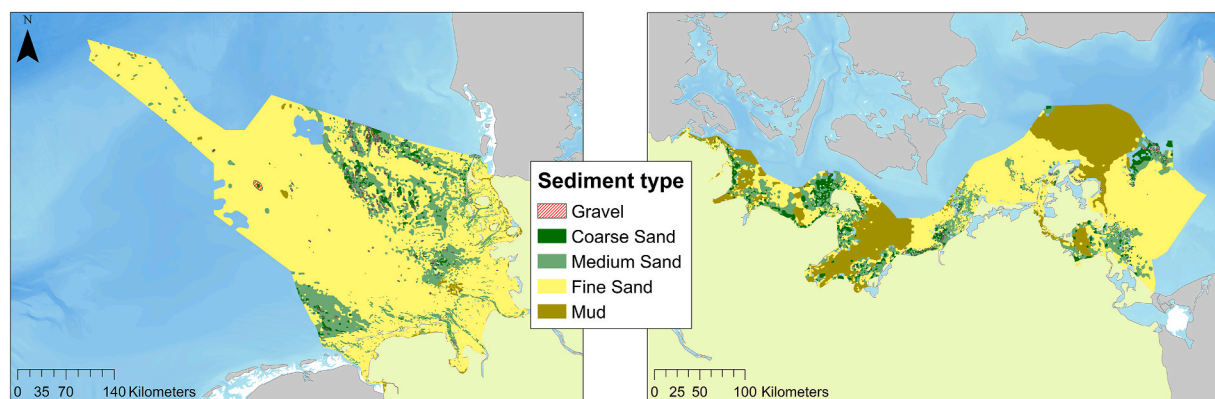 N
Sediment type
Gravel
Coarse Sand
Medium Sand
Fine Sand
Mud
0 35 70 140 Kilometers
0 25 50 100 Kilometers